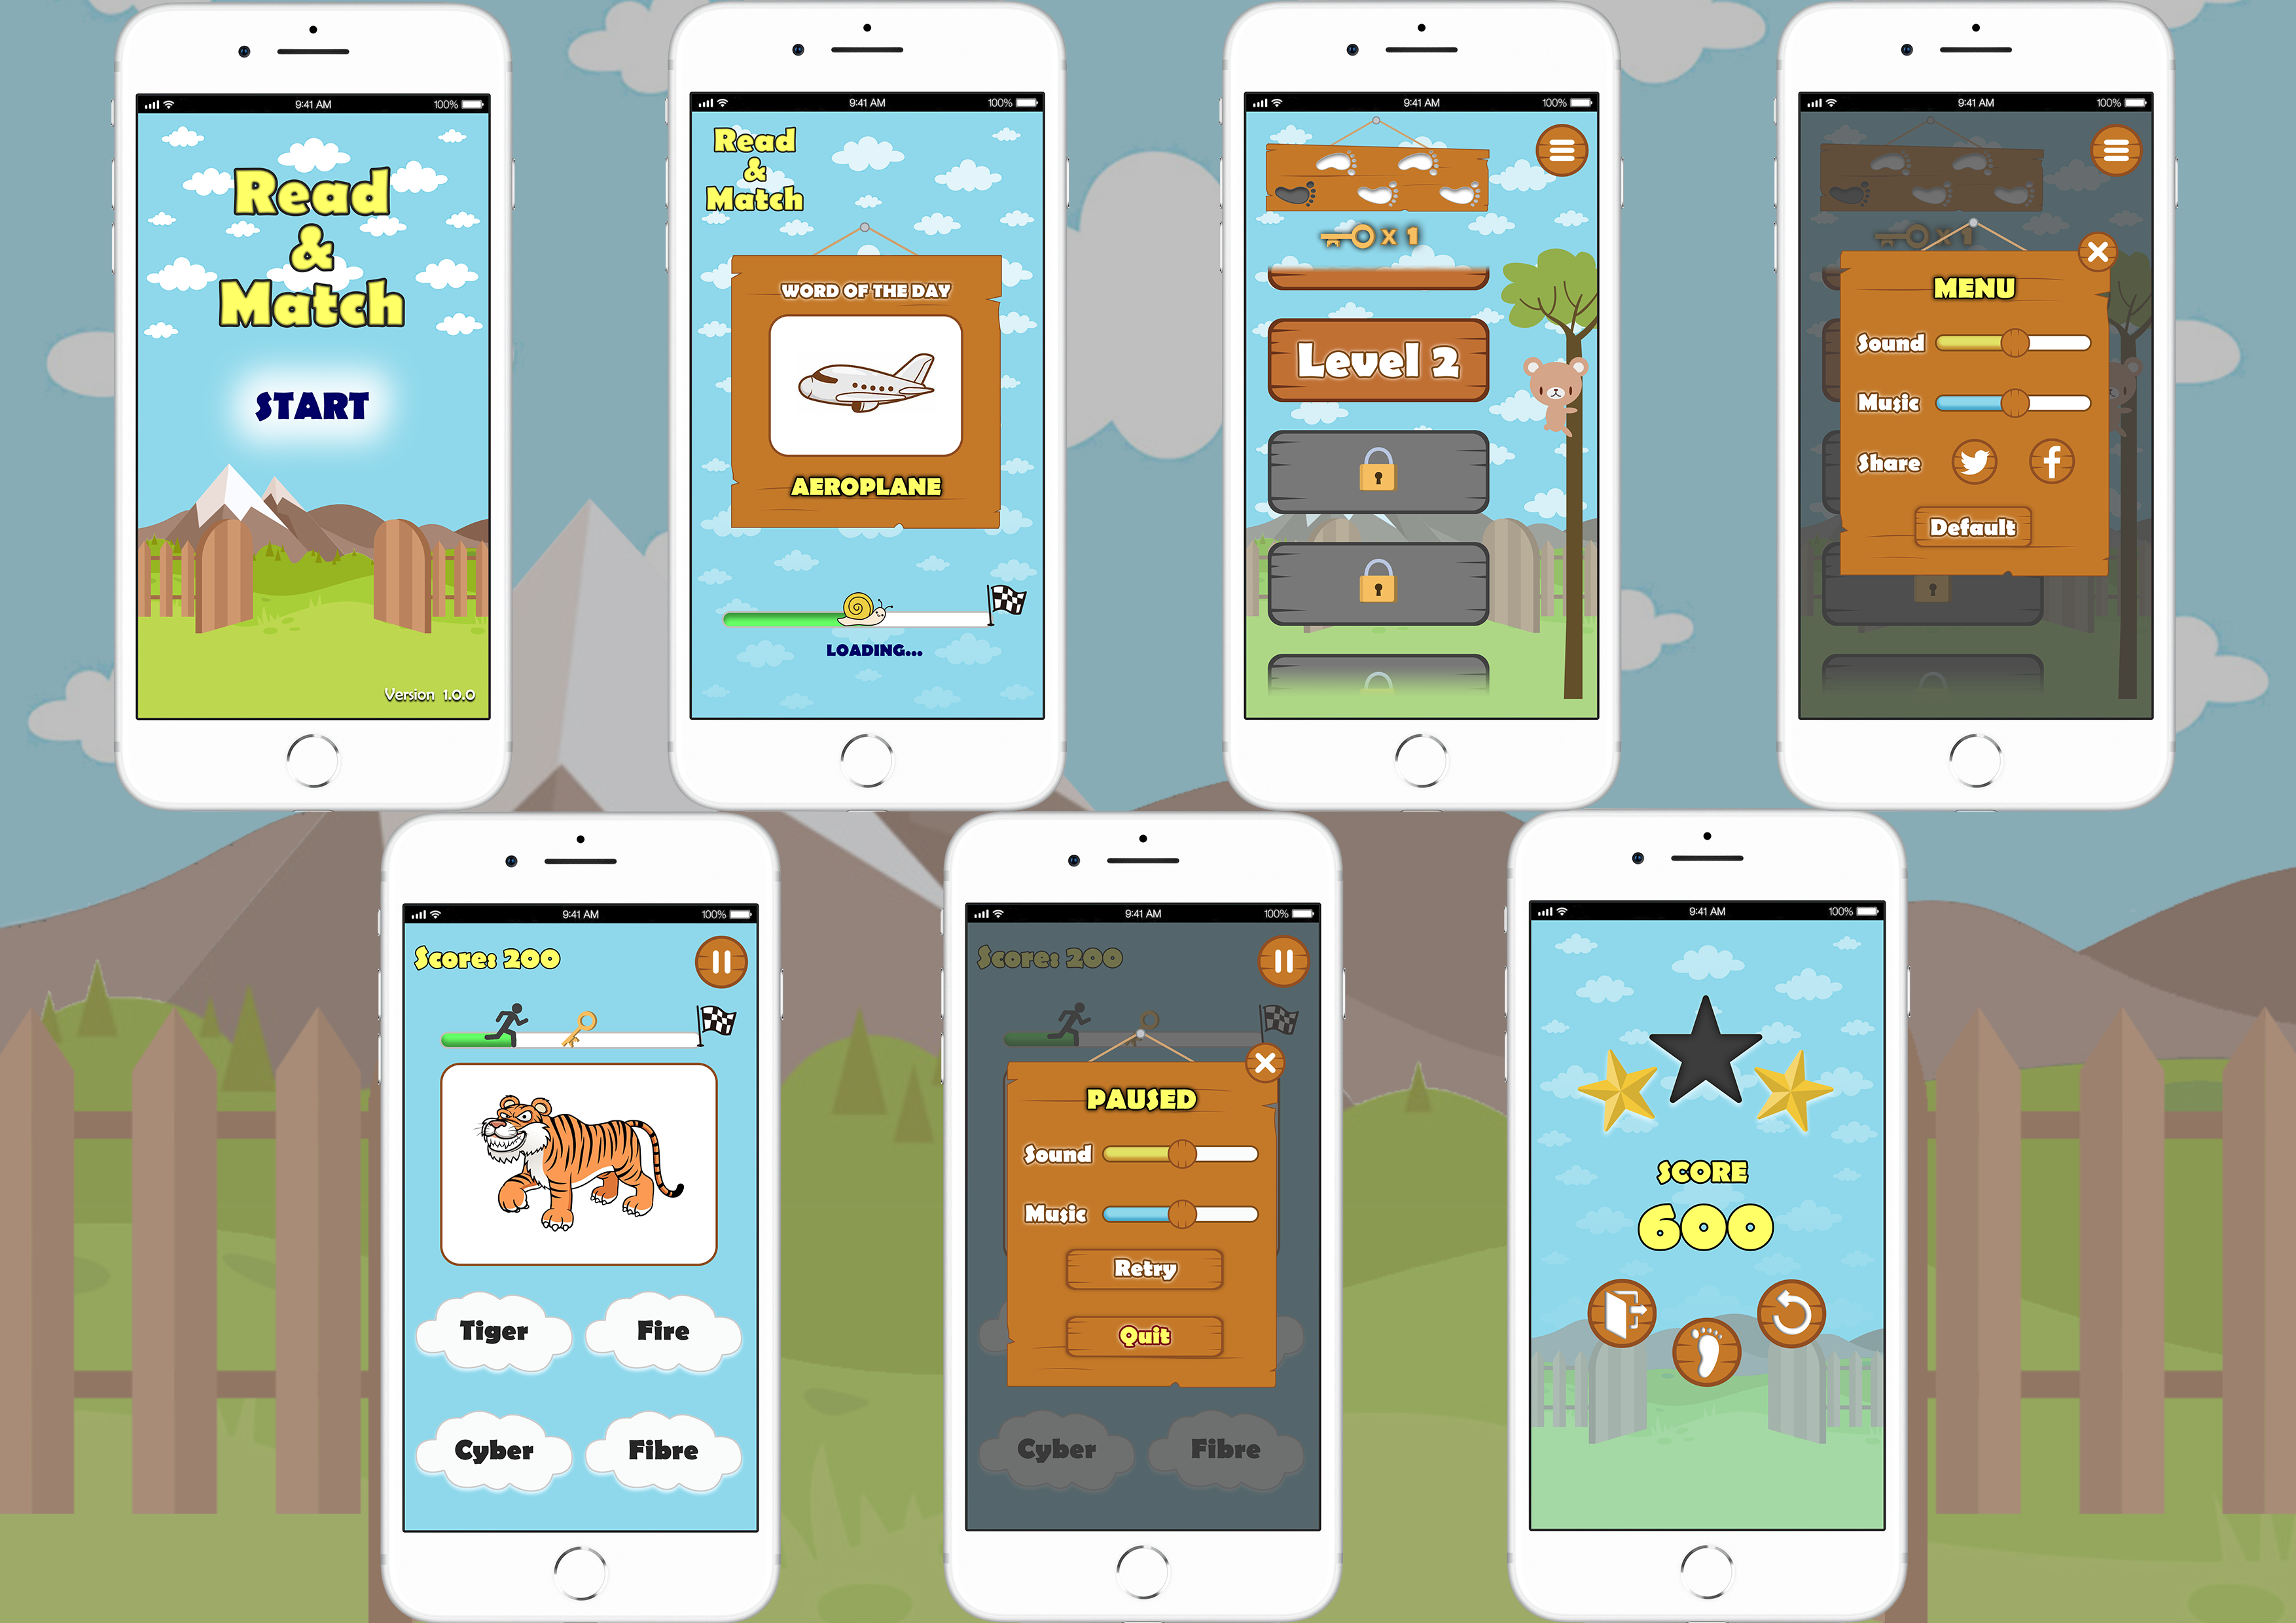 9:41 AM 100%
Read
&
Match
START
Version 1.0.0
9:41 AM 100%
Read
&
Match
WORD OF THE DAY
AEROPLANE
LOADING...
9:41 AM 100%
x 1
Level 2
9:41 AM 100%
x 1
MENU
Sound
Music
Share
Default
9:41 AM 100%
Score: 200
Tiger
Fire
Cyber
Fibre
9:41 AM 100%
Score: 200
PAUSED
Sound
Music
Retry
Quit
Cyber
Fibre
9:41 AM 100%
SCORE
600